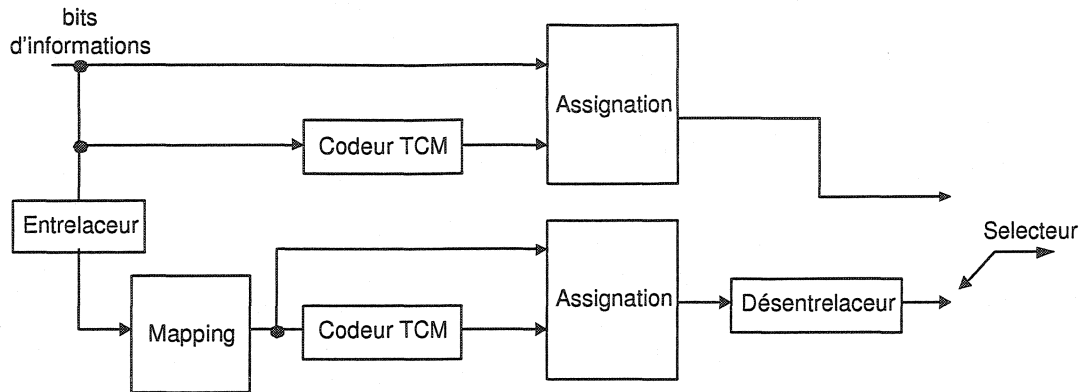 bits
d'informations
Assignation
Codeur TCM
Entrelaceur
Selecteur
Assignation
Désentrelaceur
Mapping
Codeur TCM